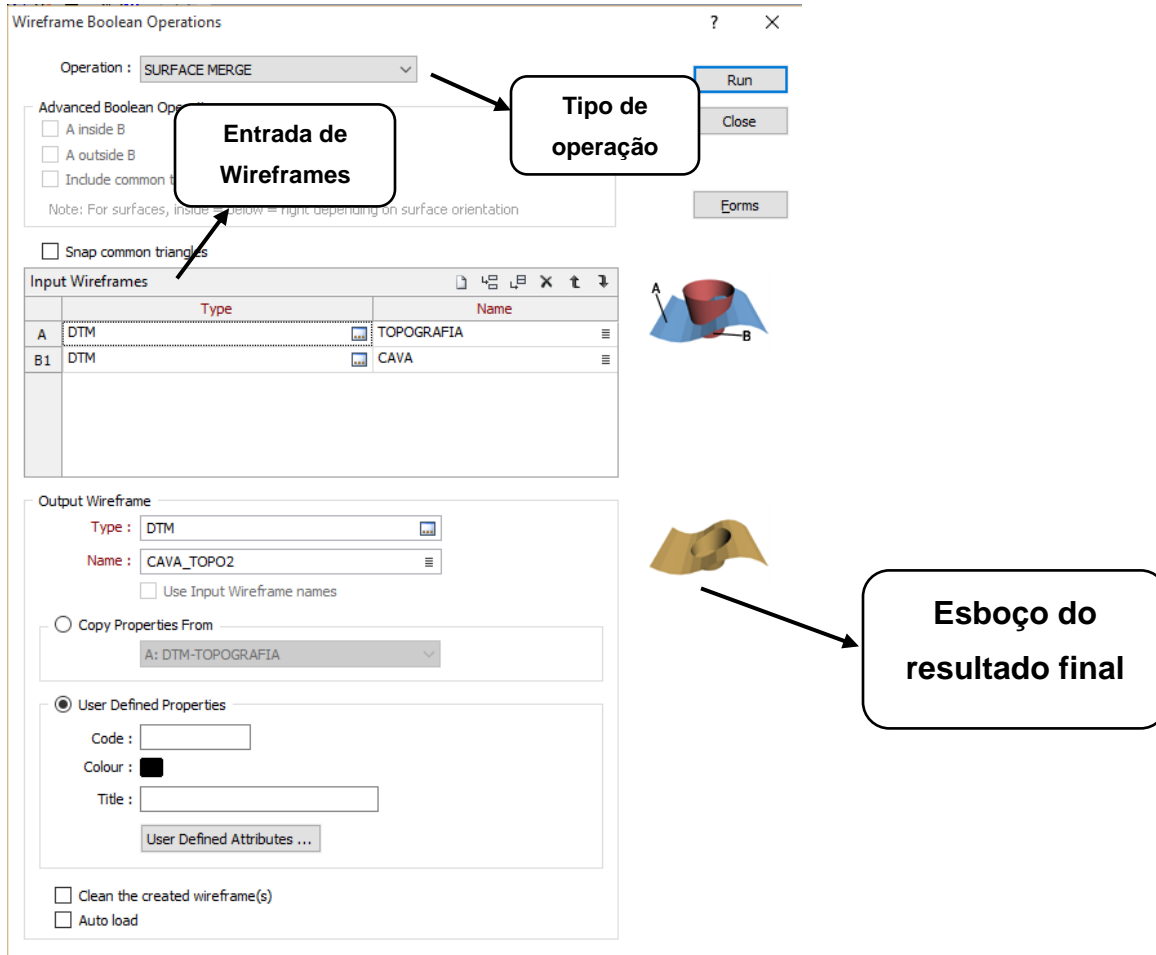 Wireframe Boolean Operations
? ×
Operation : SURFACE MERGE
Run
Advanced Boolean
Close
A inside B
A outside B
Include common
Note: For surfaces, inside = below = right depending on surface orientation
Forms
Tipo de
operação
Entrada de
Wireframes
Snap common triangles
Input Wireframes
Type Name
A DTM TOPOGRAFIA
B1 DTM CAVA
A
B
Output Wireframe
Type : DTM
Name : CAVA_TOPO2
Use Input Wireframe names
Copy Properties From
A: DTM-TOPOGRAFIA
User Defined Properties
Code :
Colour :
Title :
User Defined Attributes ...
Clean the created wireframe(s)
Auto load
Esboço do
resultado final